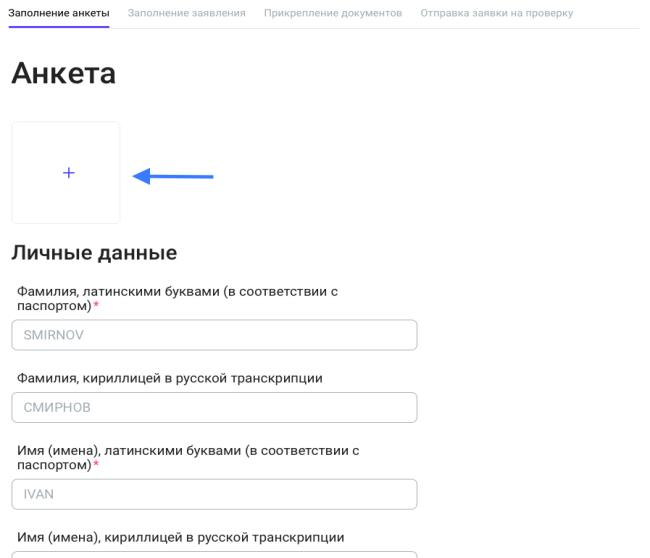 Заполнение анкеты Заполнение заявления Прикрепление документов Отправка заявки на проверку
Анкета
+
Личные данные
Фамилия, латинскими буквами (в соответствии с
паспортом)*
SMIRNOV
Фамилия, кириллицей в русской транскрипции
СМИРНОВ
Имя (имена), латинскими буквами (в соответствии с
паспортом)*
IVAN
Имя (имена), кириллицей в русской транскрипции